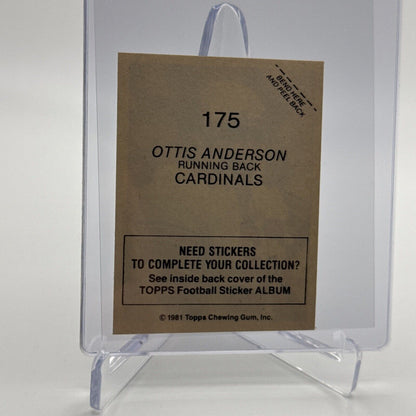 BEND HERE
AND PEEL BACK
175
OTTIS ANDERSON
RUNNING BACK
CARDINALS
NEED STICKERS
TO COMPLETE YOUR COLLECTION?
See inside back cover of the
TOPPS Football Sticker ALBUM
© 1981 Topps Chewing Gum, Inc.